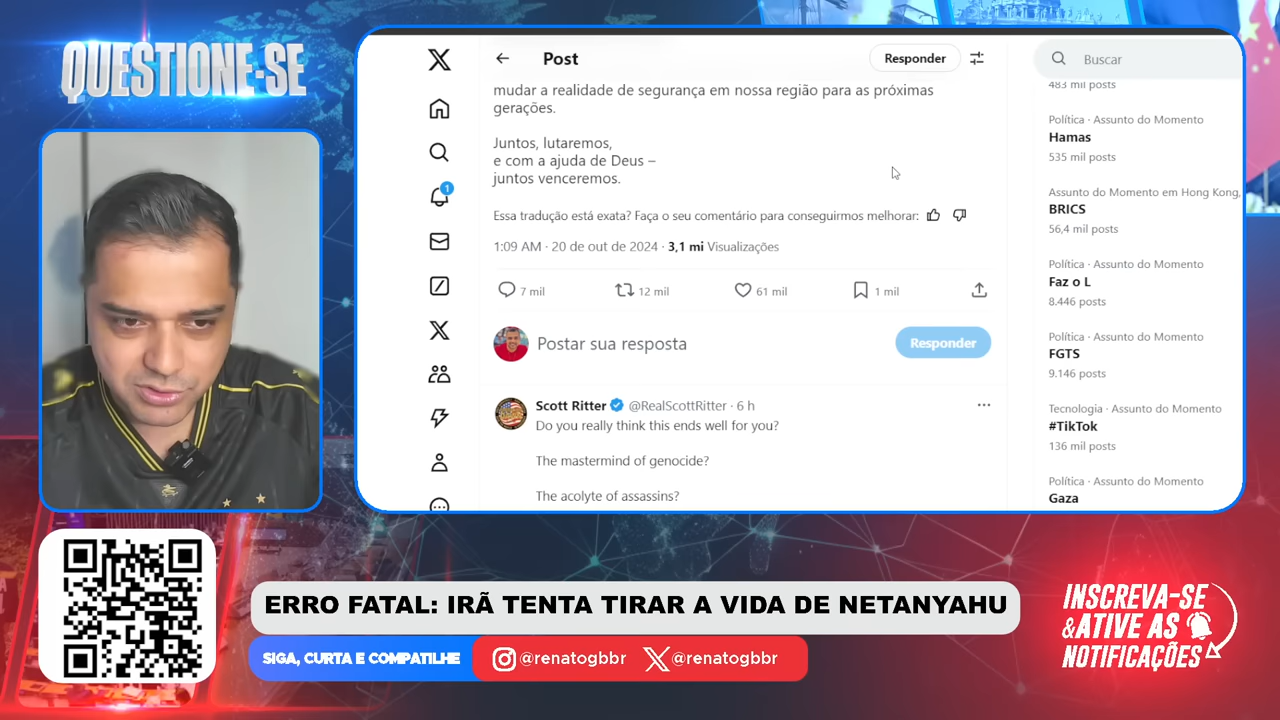 QUESTIONE-SE
Post
Responder
mudar a realidade de segurança em nossa região para as próximas
gerações.
Juntos, lutaremos,
e com a ajuda de Deus –
juntos venceremos.
Essa tradução está exata? Faça o seu comentário para conseguirmos melhorar:
1:09 AM · 20 de out de 2024 · 3,1 mi Visualizações
7 mil
12 mil
61 mil
1 mil
Postar sua resposta
Responder
Scott Ritter @RealScottRitter · 6 h
Do you really think this ends well for you?
The mastermind of genocide?
The acolyte of assassins?
1
Buscar
483 mil posts
Política · Assunto do Momento
Hamas
535 mil posts
Assunto do Momento em Hong Kong,
BRICS
56,4 mil posts
Política · Assunto do Momento
Faz o L
8.446 posts
Política · Assunto do Momento
FGTS
9.146 posts
Tecnologia · Assunto do Momento
#TikTok
136 mil posts
Política · Assunto do Momento
Gaza
ERRO FATAL: IRÃ TENTA TIRAR A VIDA DE NETANYAHU
SIGA, CURTA E COMPATILHE
@renatogbbr
@renatogbbr
INSCREVA-SE
&ATIVE AS
NOTIFICAÇÕES